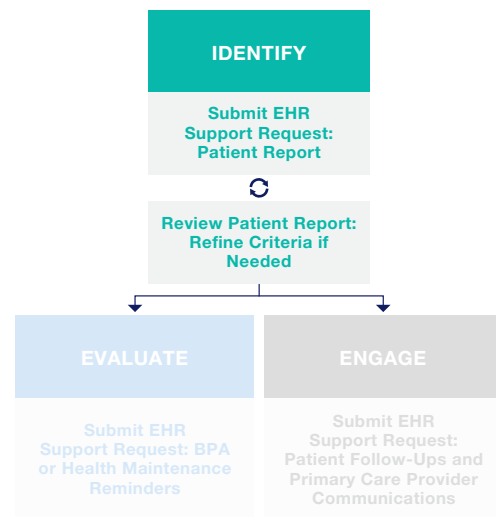 IDENTIFY
Submit EHR
Support Request:
Patient Report
Review Patient Report:
Refine Criteria if
Needed
EVALUATE
Submit EHR
Support Request: BPA
or Health Maintenance
Reminders
ENGAGE
Submit EHR
Support Request:
Patient Follow-Ups and
Primary Care Provider
Communications